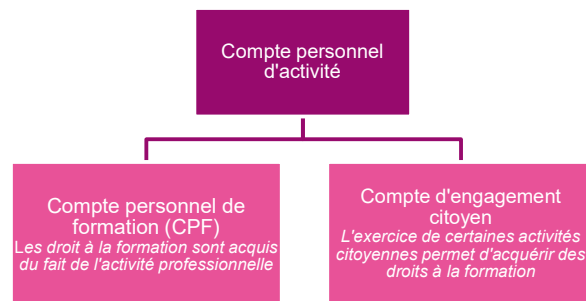 Compte personnel
d'activité
Compte personnel de
formation (CPF)
Les droit à la formation sont acquis
du fait de l'activité professionnelle
Compte d'engagement
citoyen
L'exercice de certaines activités
citoyennes permet d'acquérir des
droits à la formation